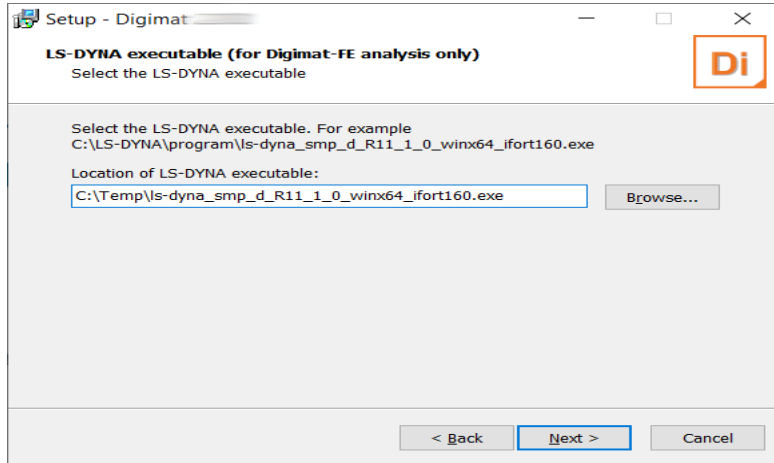 Setup - Digimat
LS-DYNA executable (for Digimat-FE analysis only)
Select the LS-DYNA executable
Di
Select the LS-DYNA executable. For example
C:\LS-DYNA\program\ls-dyna_smp_d_R11_1_0_winx64_ifort160.exe
Location of LS-DYNA executable:
C:\Temp\ls-dyna_smp_d_R11_1_0_winx64_ifort160.exe
Browse...
< Back
Next >
Cancel